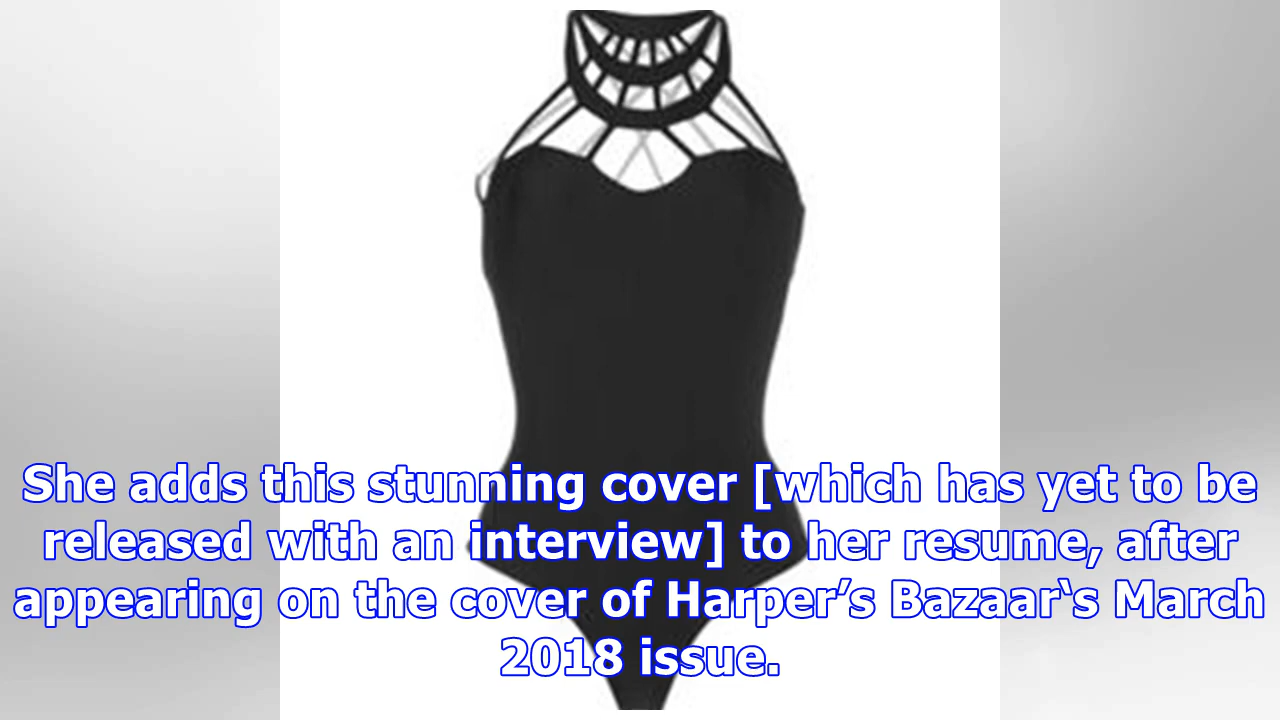 She adds this stunning cover [which has yet to be
released with an interview] to her resume, after
appearing on the cover of Harper’s Bazaar‘s March
2018 issue.